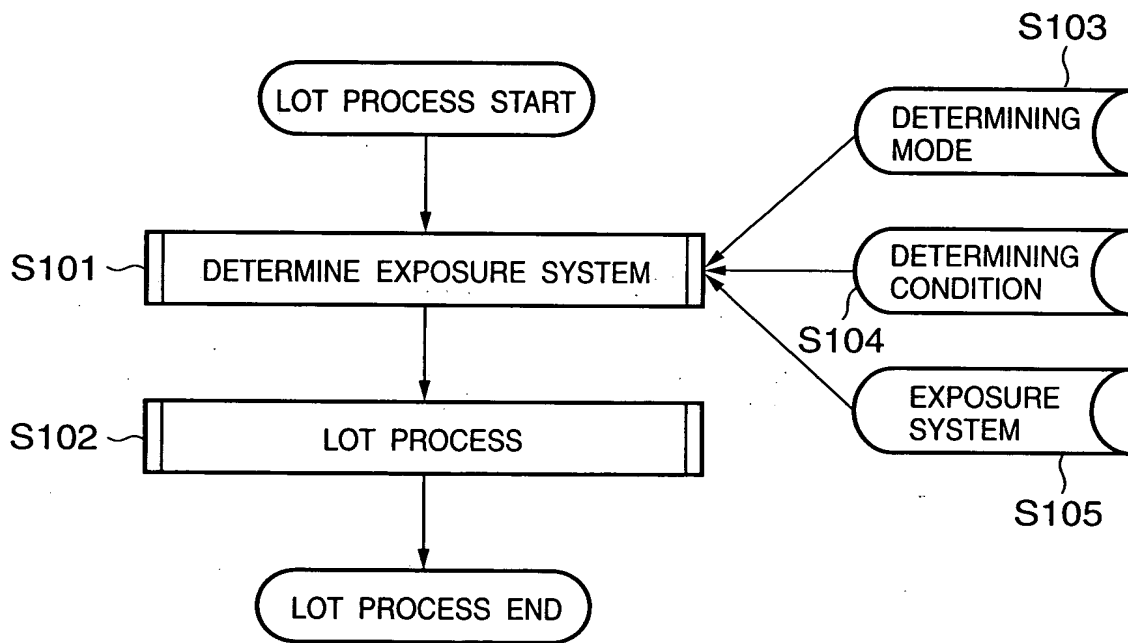 S103
LOT PROCESS START
DETERMINING
MODE
S101
DETERMINE EXPOSURE SYSTEM
DETERMINING
CONDITION
S104
S102
LOT PROCESS
EXPOSURE
SYSTEM
S105
LOT PROCESS END